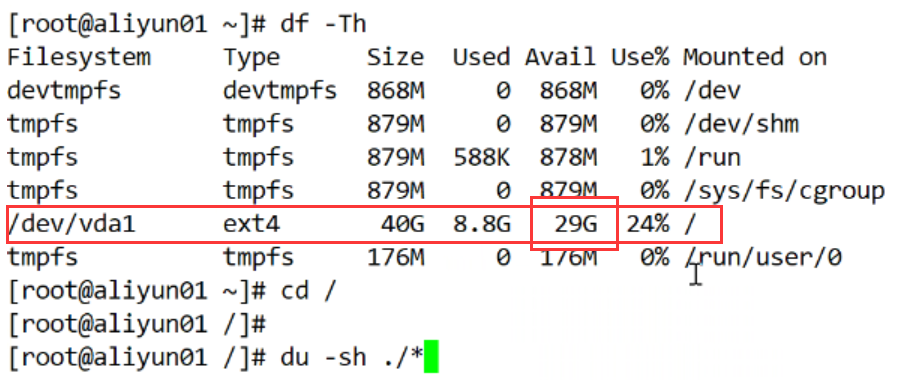 [root@aliyun01 ~]# df -Th
Filesystem     Type      Size  Used Avail Use% Mounted on
devtmpfs       devtmpfs  868M     0  868M   0% /dev
tmpfs          tmpfs     879M     0  879M   0% /dev/shm
tmpfs          tmpfs     879M  588K  878M   1% /run
tmpfs          tmpfs     879M     0  879M   0% /sys/fs/cgroup
/dev/vda1      ext4       40G  8.8G   29G  24% /
tmpfs          tmpfs     176M     0  176M   0% /run/user/0
[root@aliyun01 ~]# cd /
[root@aliyun01 /]#
[root@aliyun01 /]# du -sh ./*